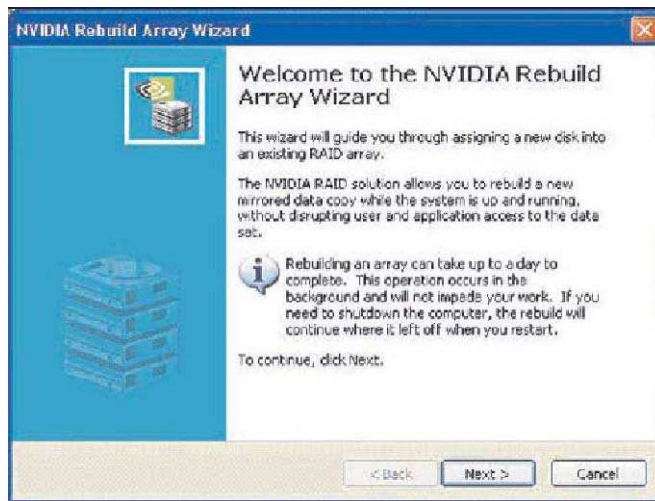 NVIDIA Rebuild Array Wizard
Welcome to the NVIDIA Rebuild
Array Wizard
This wizard will guide you through assigning a new disk into
an existing RAID array.
The NVIDIA RAID solution allows you to rebuild a new
mirrored data copy while the system is up and running,
without disrupting user and application access to the data
set.
Rebuilding an array can take up to a day to
complete. This operation occurs in the
background and will not impede your work. If you
need to shutdown the computer, the rebuild will
continue where it left off when you restart.
To continue, click Next.
< Back
Next >
Cancel